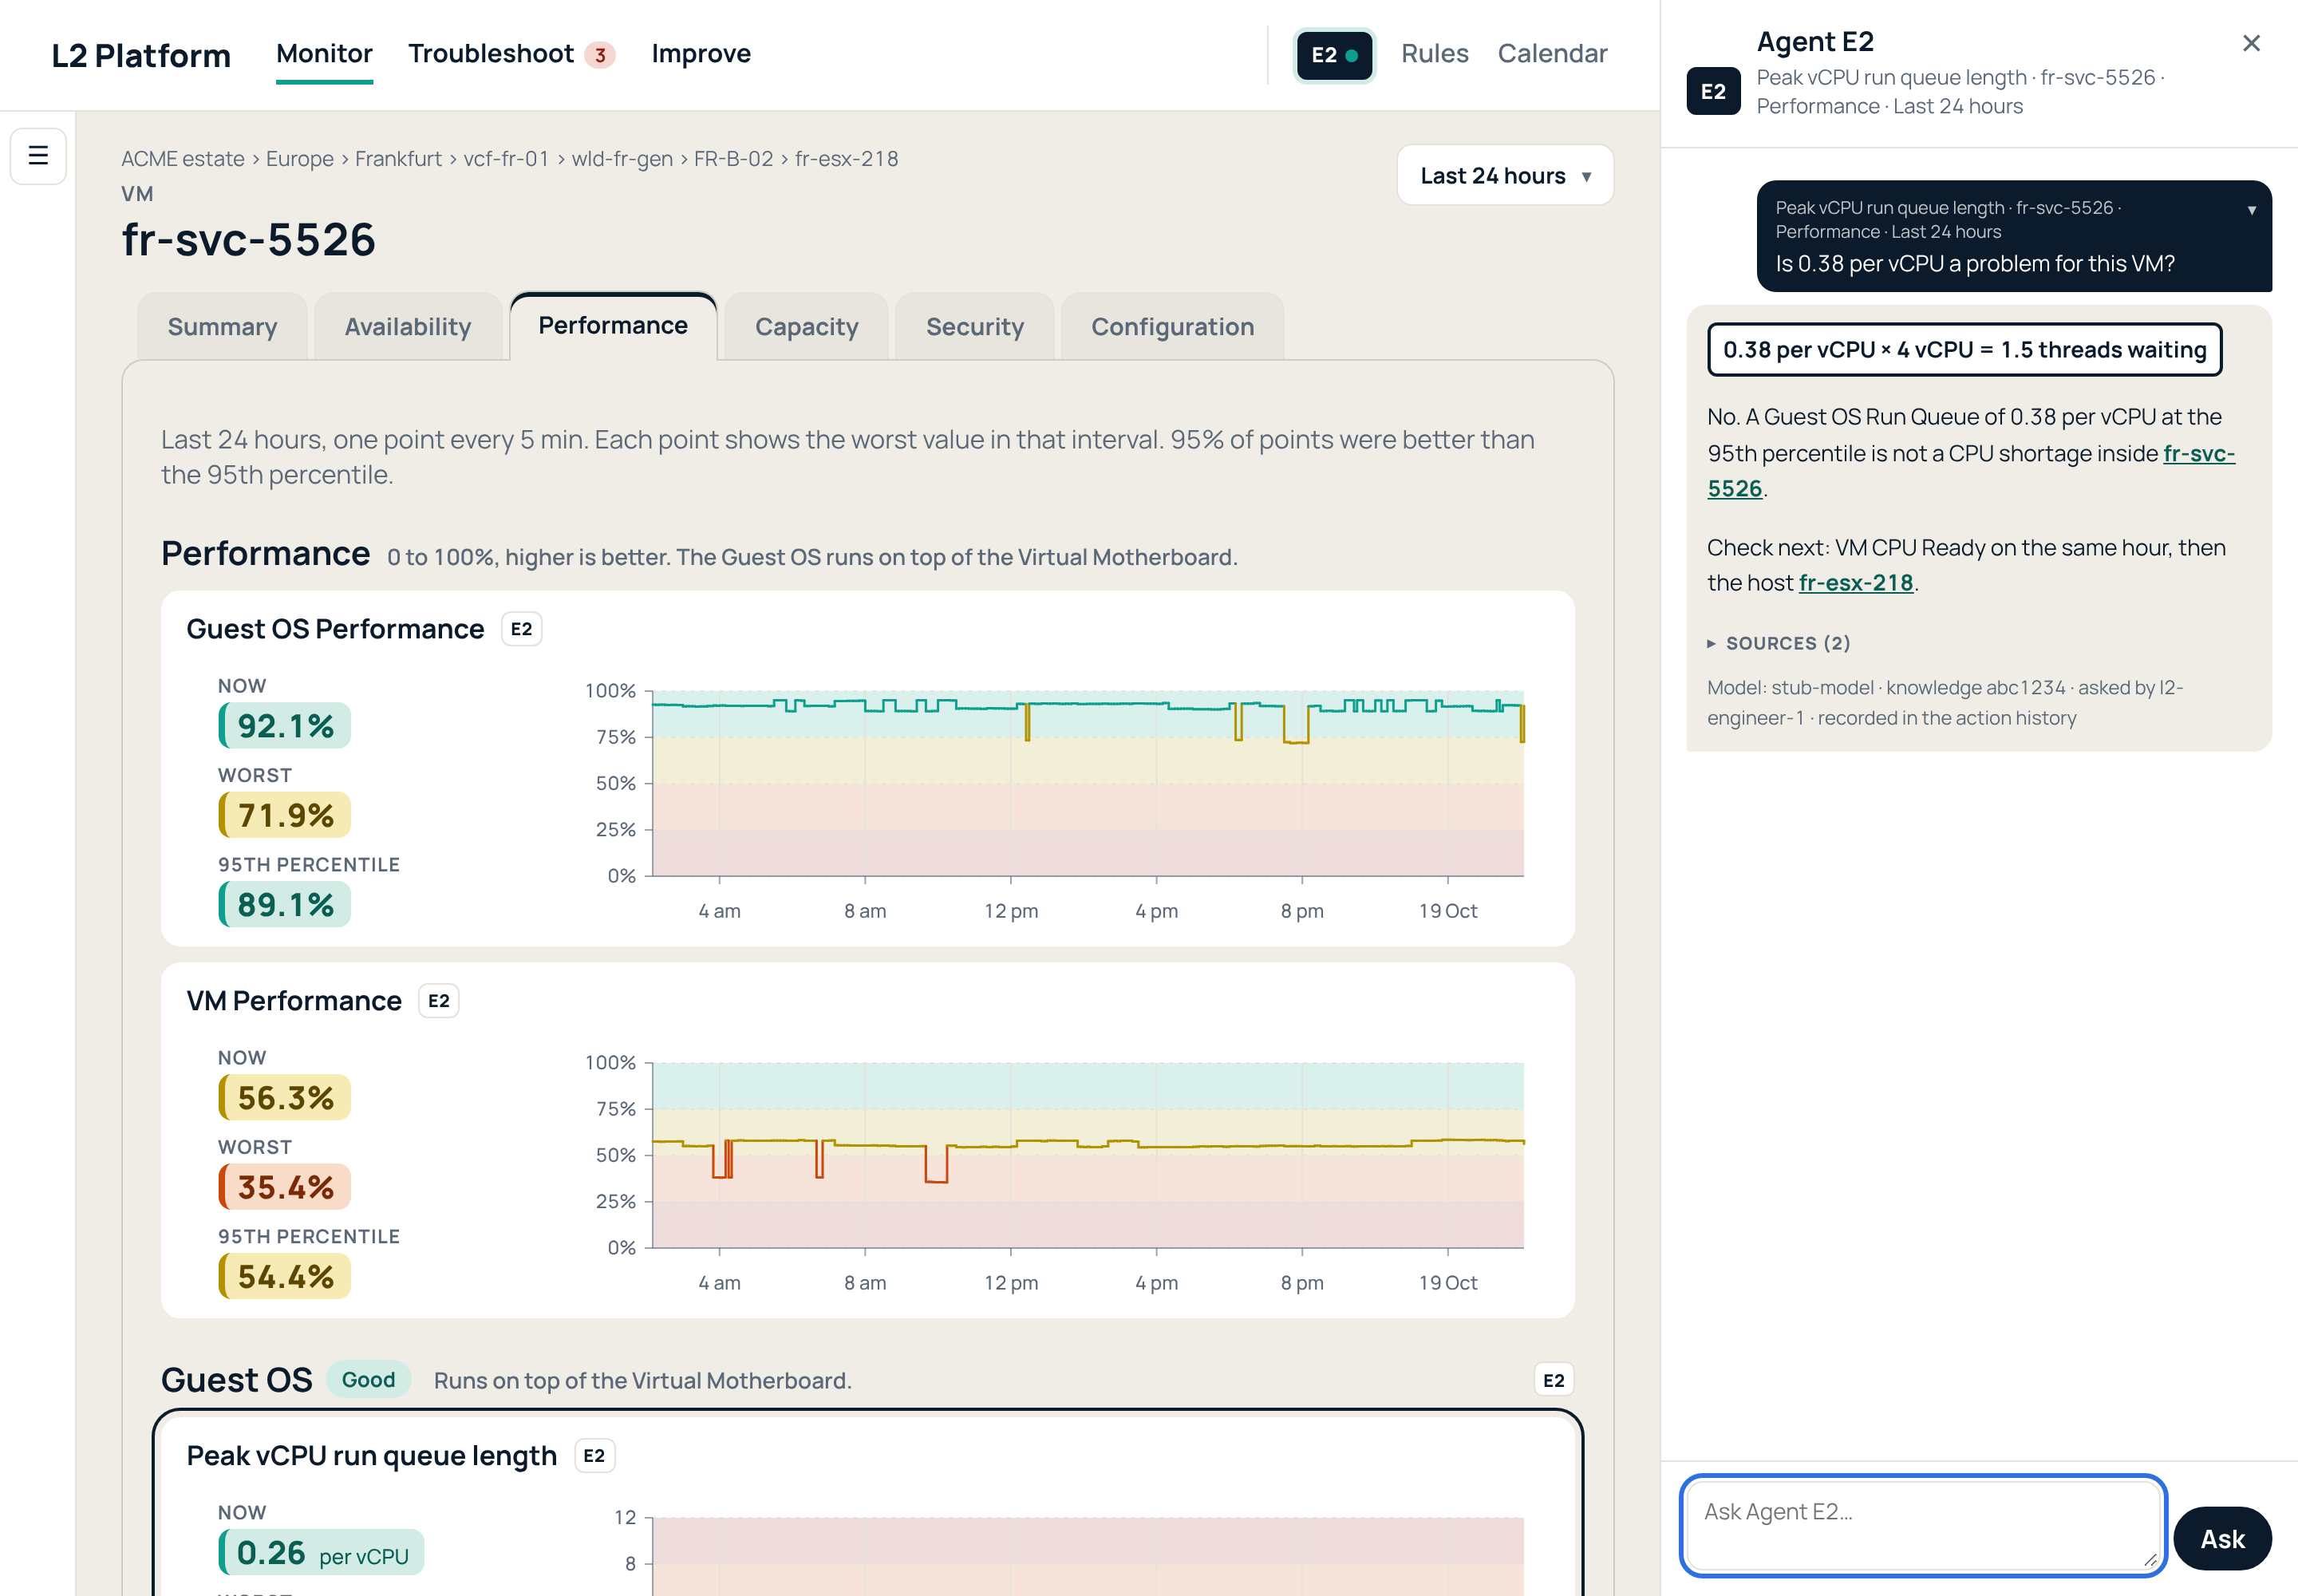 L2 Platform
Monitor
Troubleshoot 3
Improve
E2
Rules
Calendar
☰
ACME estate › Europe › Frankfurt › vcf-fr-01 › wld-fr-gen › FR-B-02 › fr-esx-218
VM
fr-svc-5526
Last 24 hours ▾
Summary
Availability
Performance
Capacity
Security
Configuration
Last 24 hours, one point every 5 min. Each point shows the worst value in that interval. 95% of points were better than
the 95th percentile.
Performance 0 to 100%, higher is better. The Guest OS runs on top of the Virtual Motherboard.
Guest OS Performance E2
NOW
92.1%
WORST
71.9%
95TH PERCENTILE
89.1%
100%
75%
50%
25%
0%
4 am 8 am 12 pm 4 pm 8 pm 19 Oct
VM Performance E2
NOW
56.3%
WORST
35.4%
95TH PERCENTILE
54.4%
100%
75%
50%
25%
0%
4 am 8 am 12 pm 4 pm 8 pm 19 Oct
Guest OS Good Runs on top of the Virtual Motherboard. E2
Peak vCPU run queue length E2
NOW
0.26 per vCPU
12
8
Agent E2
E2
Peak vCPU run queue length · fr-svc-5526 ·
Performance · Last 24 hours
✕
Peak vCPU run queue length · fr-svc-5526 ·
Performance · Last 24 hours
Is 0.38 per vCPU a problem for this VM?
0.38 per vCPU × 4 vCPU = 1.5 threads waiting
No. A Guest OS Run Queue of 0.38 per vCPU at the
95th percentile is not a CPU shortage inside fr-svc-
5526.
Check next: VM CPU Ready on the same hour, then
the host fr-esx-218.
▸ SOURCES (2)
Model: stub-model · knowledge abc1234 · asked by l2-
engineer-1 · recorded in the action history
Ask Agent E2...
Ask